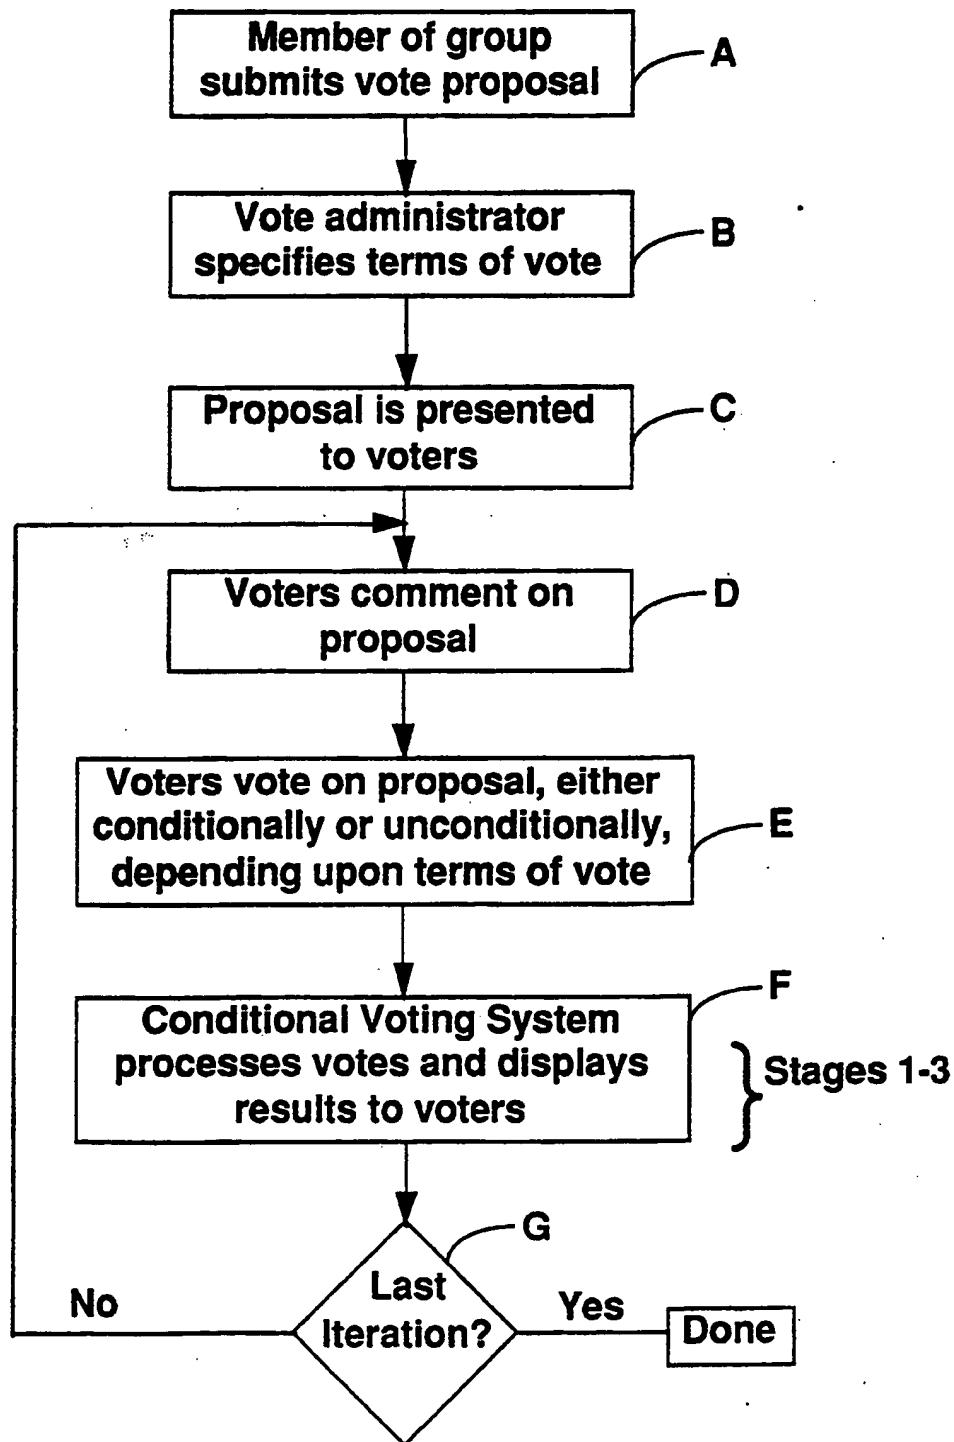 Member of group
submits vote proposal
A
Vote administrator
specifies terms of vote
B
Proposal is presented
to voters
C
Voters comment on
proposal
D
Voters vote on proposal, either
conditionally or unconditionally,
depending upon terms of vote
E
Conditional Voting System
processes votes and displays
results to voters
F
Stages 1-3
G
Last
Iteration?
No
Yes
Done